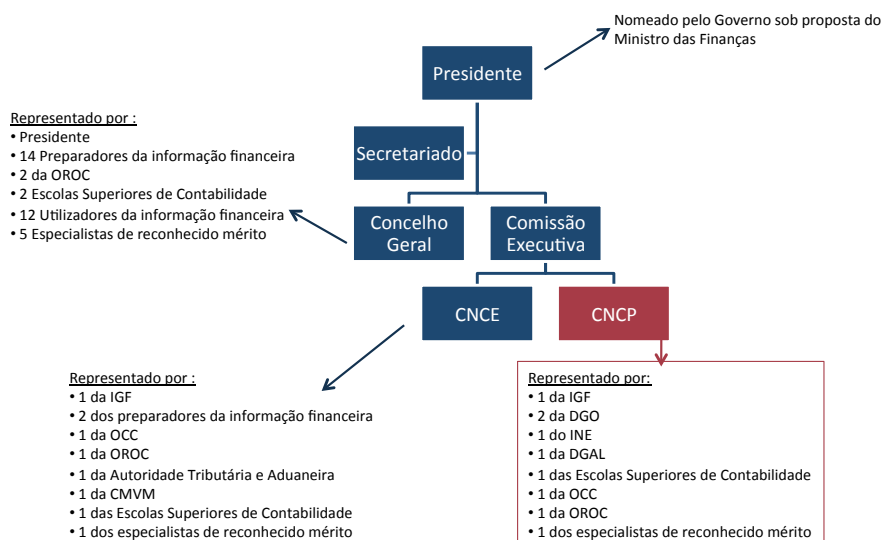 Nomeado pelo Governo sob proposta do
Ministro das Finanças
Presidente
Representado por :
• Presidente
• 14 Preparadores da informação financeira
• 2 da OROC
• 2 Escolas Superiores de Contabilidade
• 12 Utilizadores da informação financeira
• 5 Especialistas de reconhecido mérito
Secretariado
Concelho
Geral
Comissão
Executiva
CNCE
CNCP
Representado por :
• 1 da IGF
• 2 dos preparadores da informação financeira
• 1 da OCC
• 1 da OROC
• 1 da Autoridade Tributária e Aduaneira
• 1 da CMVM
• 1 das Escolas Superiores de Contabilidade
• 1 dos especialistas de reconhecido mérito
Representado por:
• 1 da IGF
• 2 da DGO
• 1 do INE
• 1 da DGAL
• 1 das Escolas Superiores de Contabilidade
• 1 da OCC
• 1 da OROC
• 1 dos especialistas de reconhecido mérito